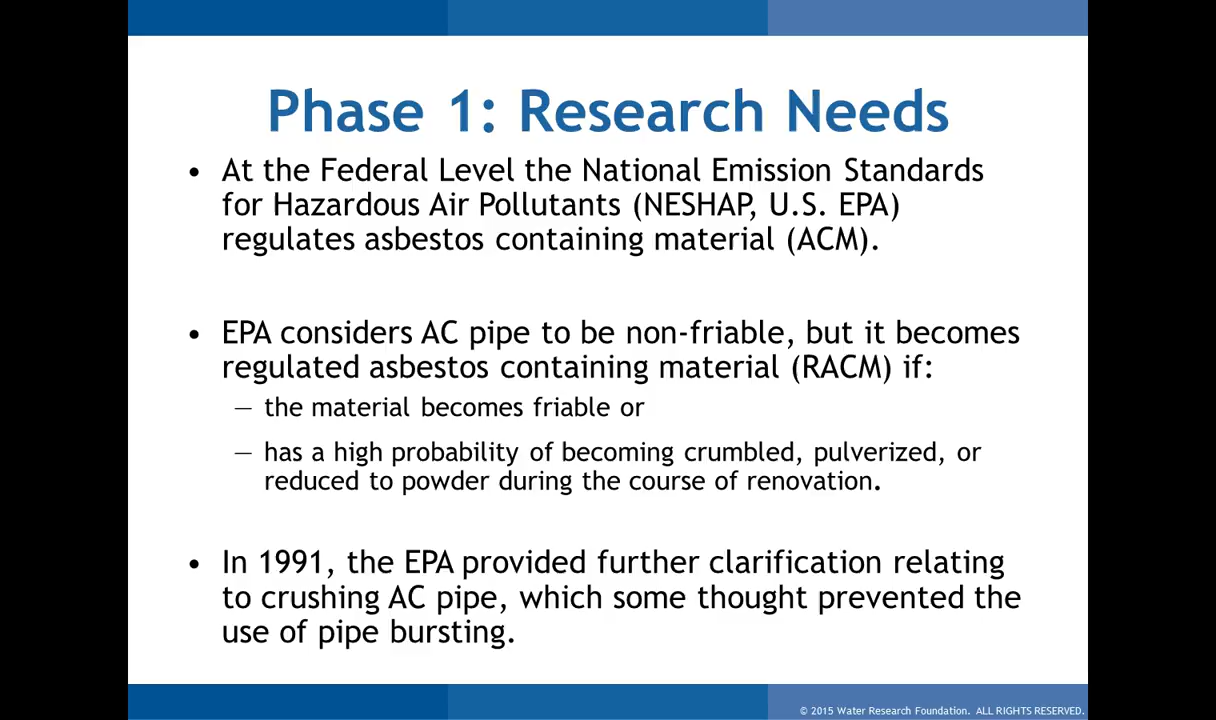 Phase 1: Research Needs
• At the Federal Level the National Emission Standards
for Hazardous Air Pollutants (NESHAP, U.S. EPA)
regulates asbestos containing material (ACM).
• EPA considers AC pipe to be non-friable, but it becomes
regulated asbestos containing material (RACM) if:
— the material becomes friable or
— has a high probability of becoming crumbled, pulverized, or
reduced to powder during the course of renovation.
• In 1991, the EPA provided further clarification relating
to crushing AC pipe, which some thought prevented the
use of pipe bursting.
© 2015 Water Research Foundation. ALL RIGHTS RESERVED.